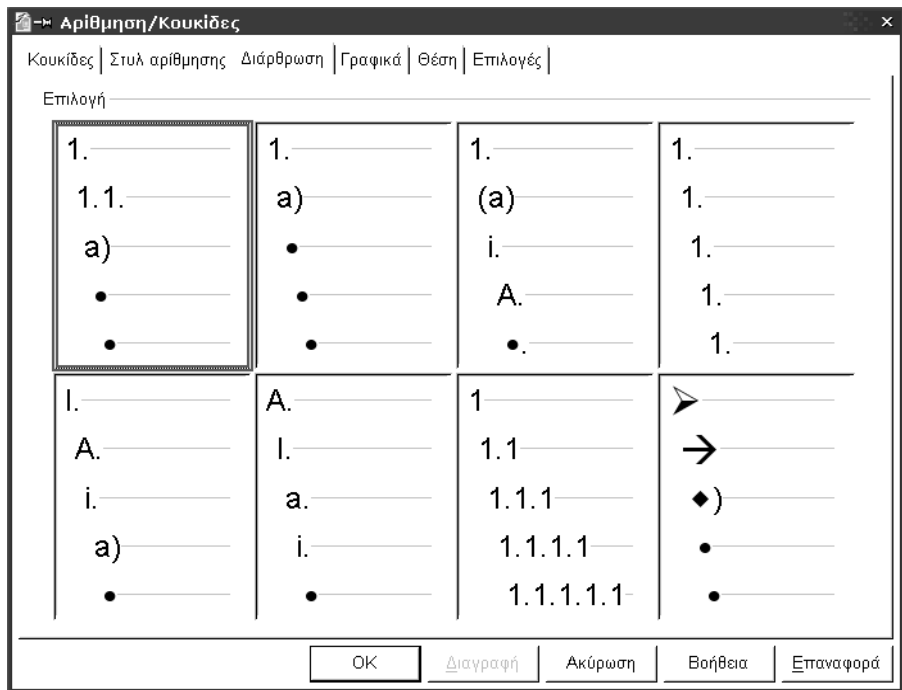 Αρίθμηση/Κουκίδες
Κουκίδες Στυλ αρίθμησης Διάρθρωση Γραφικά Θέση Επιλογές
Επιλογή
1. 1. 1. 1.
1.1. a) (a) 1.
a) • i. 1.
• • A. 1.
• • •. 1.
I. A. 1 ➢
A. I. 1.1 →
i. a. 1.1.1 ◆)
a) i. 1.1.1.1 •
• • 1.1.1.1.1 •
OK Διαγραφή Ακύρωση Βοήθεια Επαναφορά